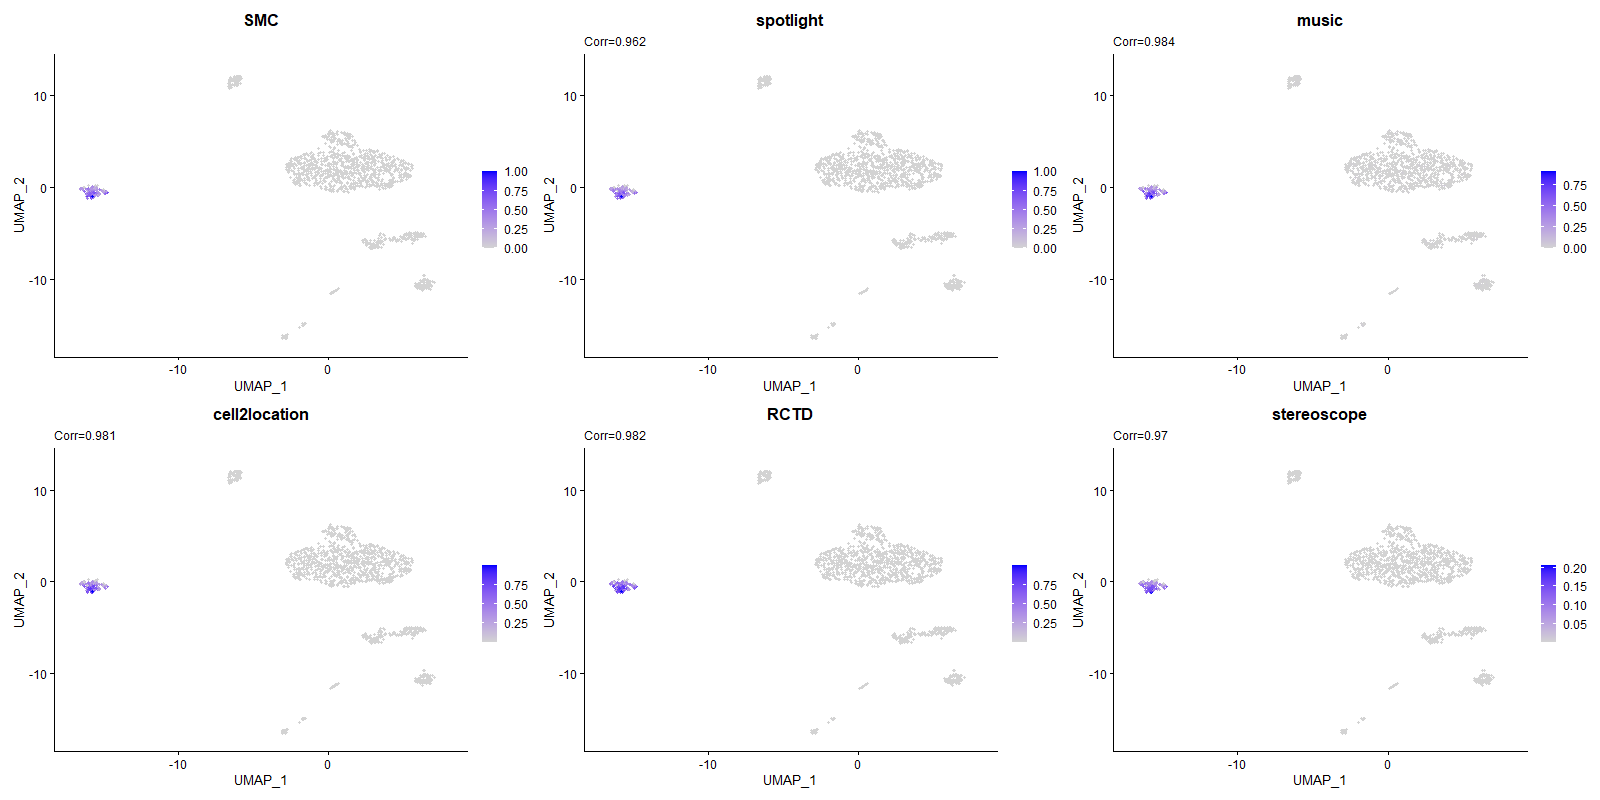 SMC
10
0
-10
UMAP_2
-10
0
UMAP_1
1.00
0.75
0.50
0.25
0.00
spotlight
Corr=0.962
10
0
-10
UMAP_2
-10
0
UMAP_1
1.00
0.75
0.50
0.25
0.00
music
Corr=0.984
10
0
-10
UMAP_2
-10
0
UMAP_1
0.75
0.50
0.25
0.00
cell2location
Corr=0.981
10
0
-10
UMAP_2
-10
0
UMAP_1
0.75
0.50
0.25
RCTD
Corr=0.982
10
0
-10
UMAP_2
-10
0
UMAP_1
0.75
0.50
0.25
stereoscope
Corr=0.97
10
0
-10
UMAP_2
-10
0
UMAP_1
0.20
0.15
0.10
0.05